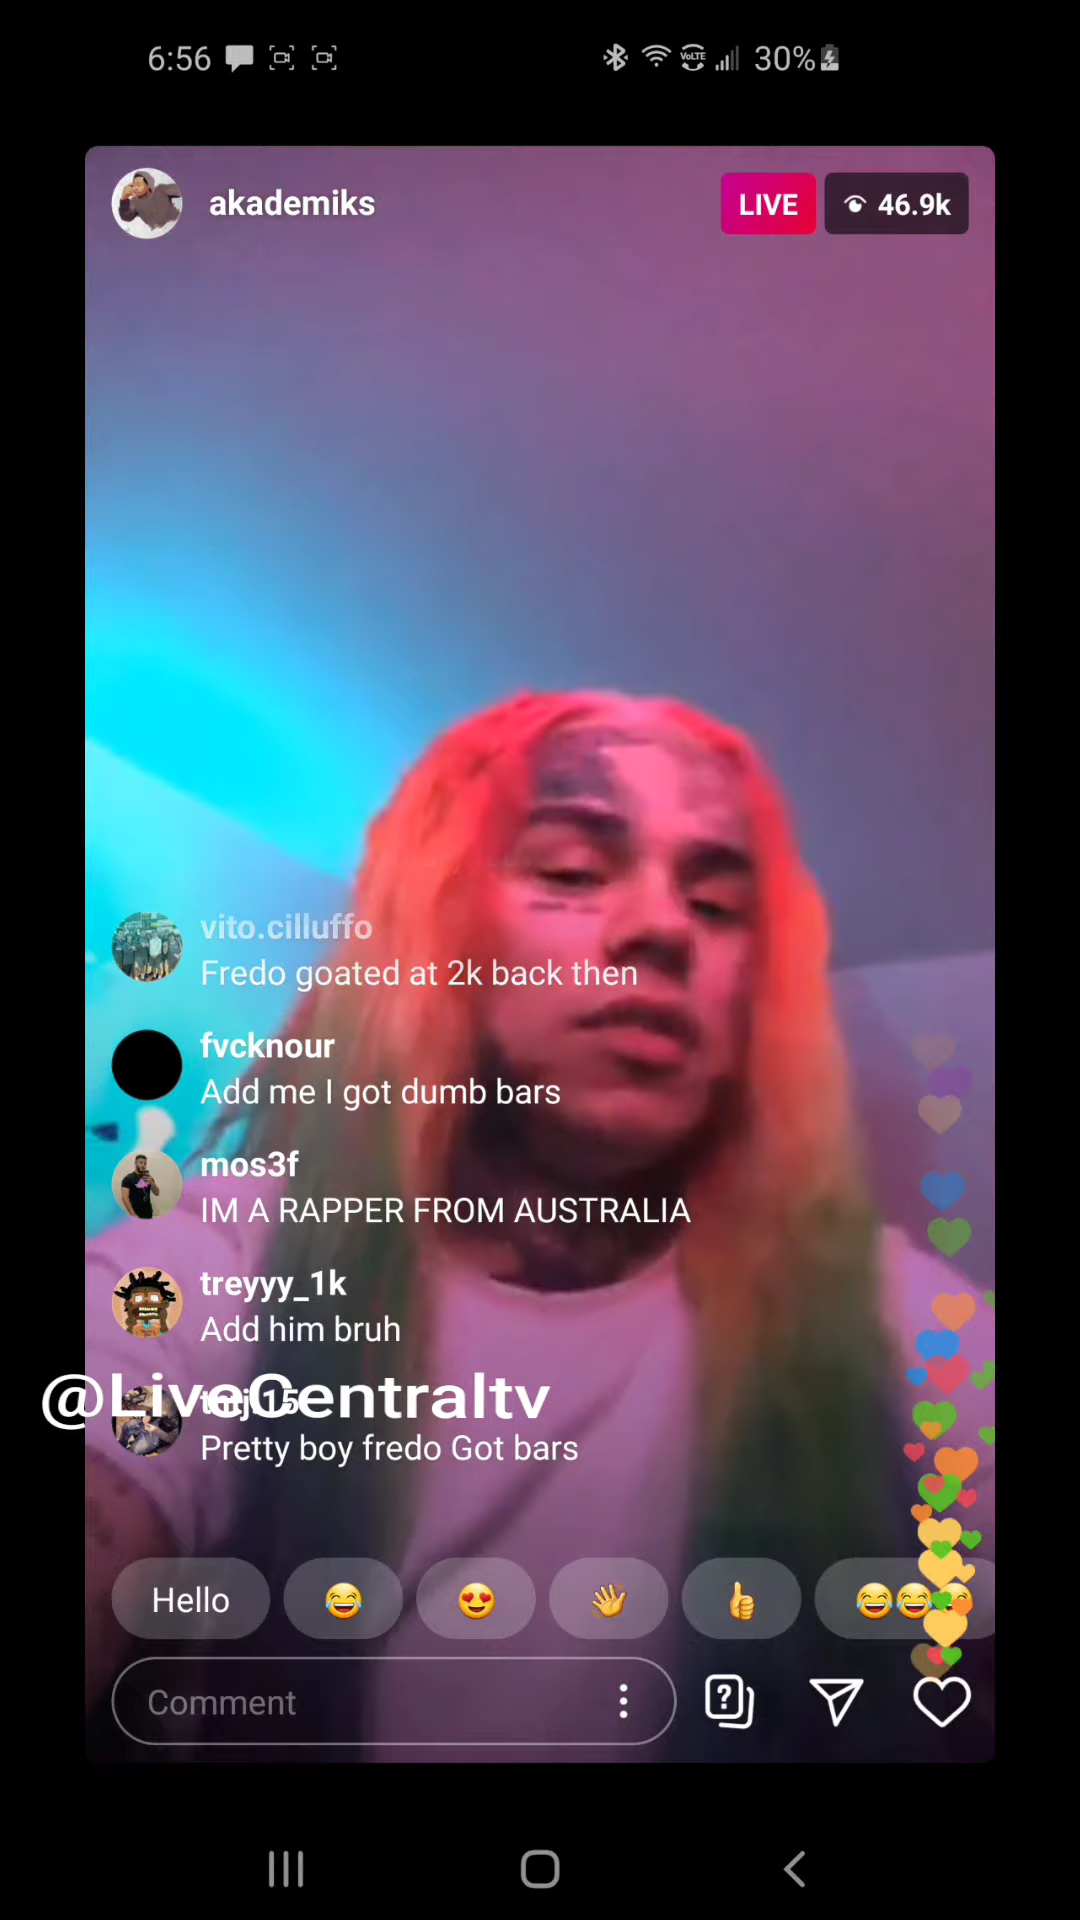 6:56
VoLTE
30%
akademiks
LIVE
46.9k
vito.cilluffo
Fredo goated at 2k back then
fvcknour
Add me I got dumb bars
mos3f
IM A RAPPER FROM AUSTRALIA
treyyy_1k
Add him bruh
@LiveCentraltv
Pretty boy fredo Got bars
Hello
Comment